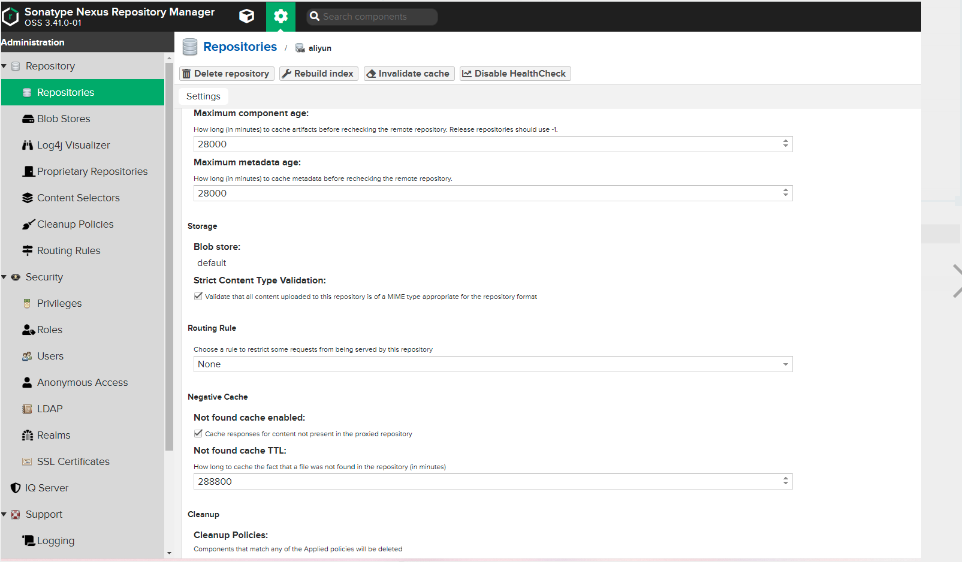 Sonatype Nexus Repository Manager
OSS 3.41.0-01
Search components
Administration
Repository
Repositories
Blob Stores
Log4j Visualizer
Proprietary Repositories
Content Selectors
Cleanup Policies
Routing Rules
Security
Privileges
Roles
Users
Anonymous Access
LDAP
Realms
SSL Certificates
IQ Server
Support
Logging
Repositories / aliyun
Delete repository Rebuild index Invalidate cache Disable HealthCheck
Settings
Maximum component age:
How long (in minutes) to cache artifacts before rechecking the remote repository. Release repositories should use -1.
28000
Maximum metadata age:
How long (in minutes) to cache metadata before rechecking the remote repository.
28000
Storage
Blob store:
default
Strict Content Type Validation:
Validate that all content uploaded to this repository is of a MIME type appropriate for the repository format
Routing Rule
Choose a rule to restrict some requests from being served by this repository
None
Negative Cache
Not found cache enabled:
Cache responses for content not present in the proxied repository
Not found cache TTL:
How long to cache the fact that a file was not found in the repository (in minutes)
288800
Cleanup
Cleanup Policies:
Components that match any of the Applied policies will be deleted